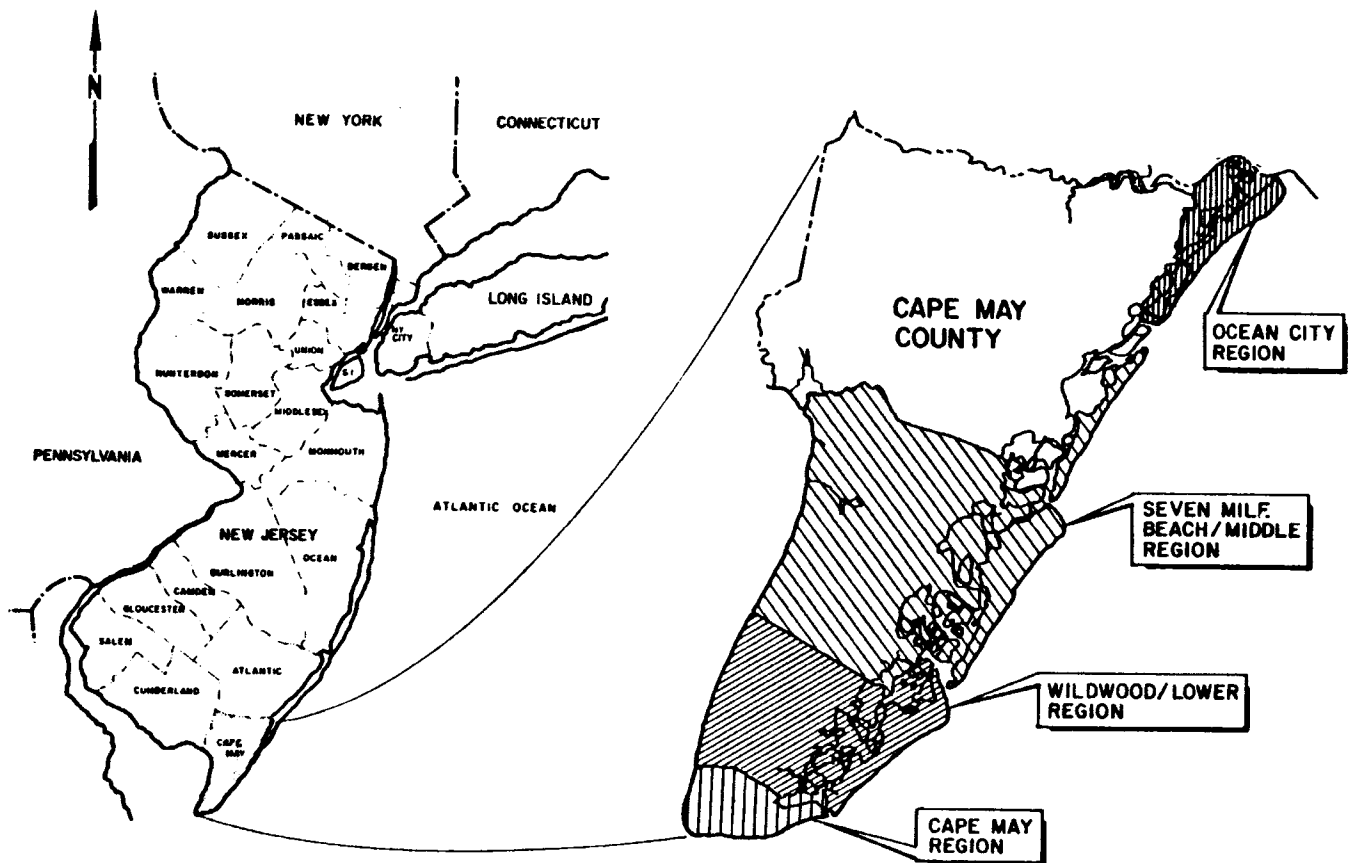 N
NEW YORK
CONNECTICUT
SUSSEX
PASSAIC
BERGEN
WARREN
MORRIS
ESSEX
LONG ISLAND
NY
CITY
UNION
S.I
HUNTERDON
SOMERSET
MIDDLESEX
PENNSYLVANIA
MERCER
MONMOUTH
ATLANTIC OCEAN
NEW JERSEY
OCEAN
BURLINGTON
CAMDEN
GLOUCESTER
SALEM
ATLANTIC
CUMBERLAND
CAPE
MAY
CAPE MAY
COUNTY
OCEAN CITY
REGION
SEVEN MILE
BEACH/MIDDLE
REGION
WILDWOOD/LOWER
REGION
CAPE MAY
REGION